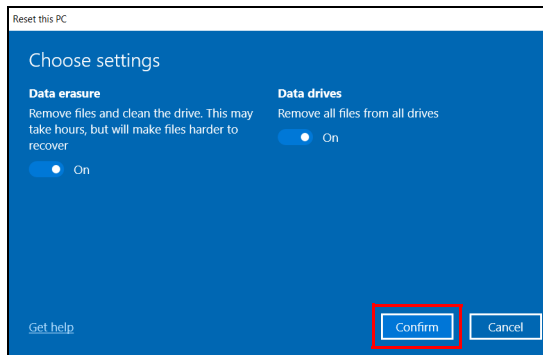 Reset this PC
Choose settings
Data erasure
Remove files and clean the drive. This may
take hours, but will make files harder to
recover
On
Data drives
Remove all files from all drives
On
Get help
Confirm
Cancel